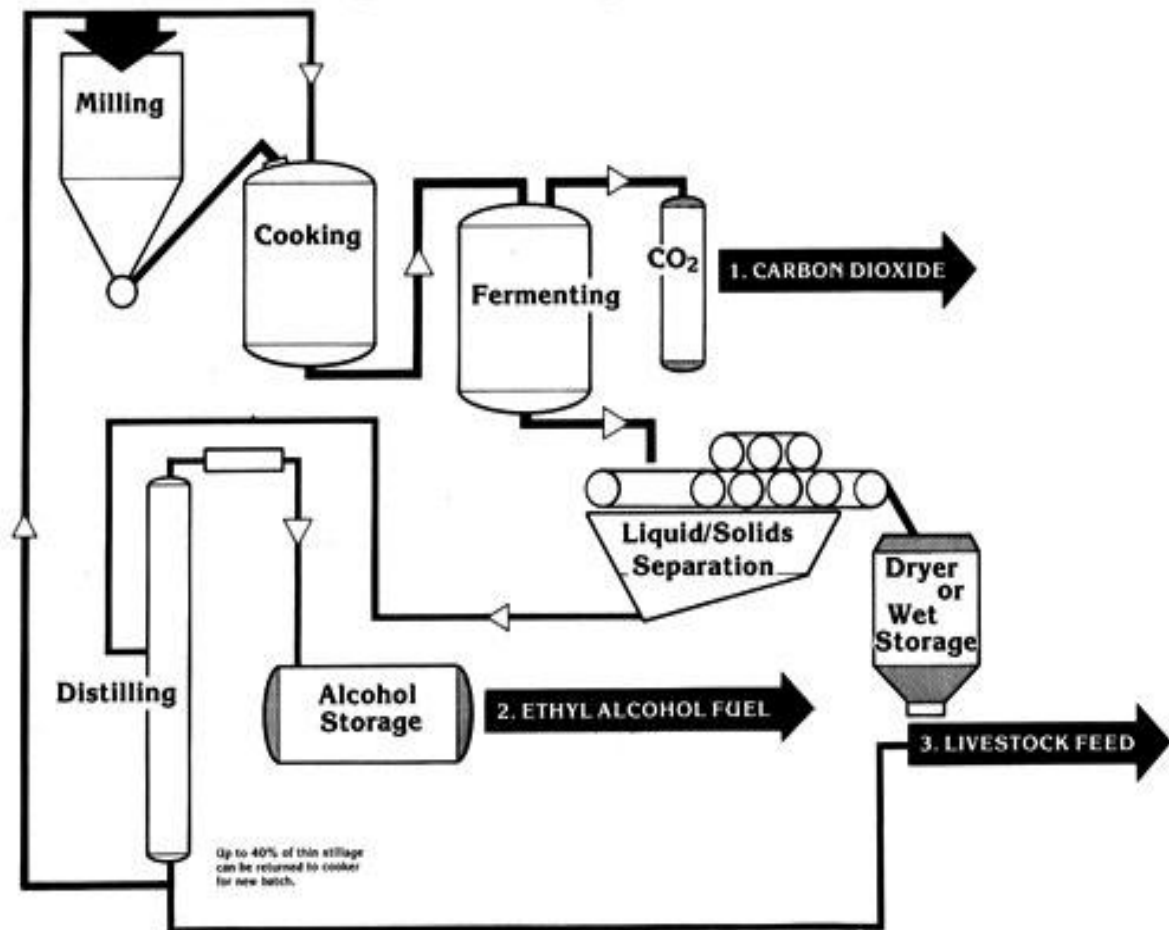 Milling
Cooking
Fermenting
CO₂
1. CARBON DIOXIDE
Liquid/Solids
Separation
Dryer
or
Wet
Storage
Distilling
Alcohol
Storage
2. ETHYL ALCOHOL FUEL
3. LIVESTOCK FEED
Up to 40% of thin stillage
can be returned to cooker
for new batch.